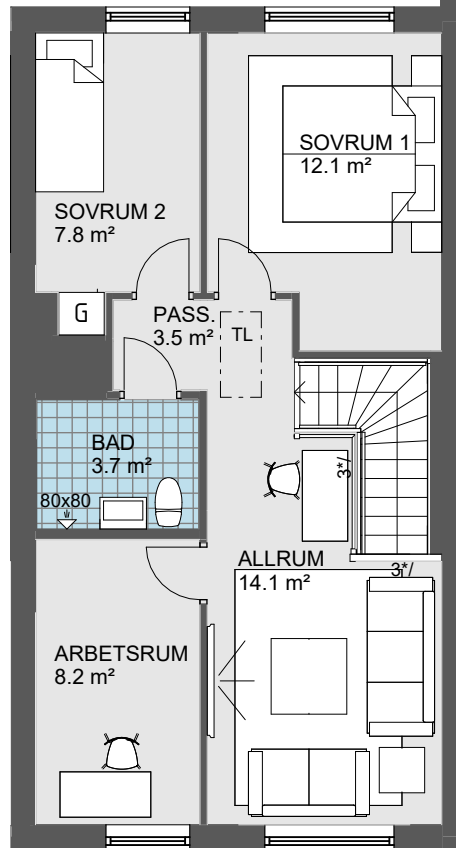 SOVRUM 1
12.1 m²
SOVRUM 2
7.8 m²
G
PASS.
3.5 m²
TL
BAD
3.7 m²
80x80
3*/
ALLRUM
14.1 m²
3*/
ARBETSRUM
8.2 m²